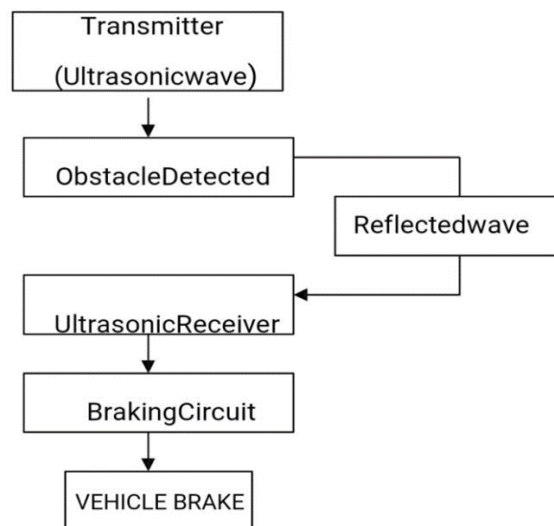 Transmitter
(Ultrasonicwave)
ObstacleDetected
Reflectedwave
UltrasonicReceiver
BrakingCircuit
VEHICLE BRAKE